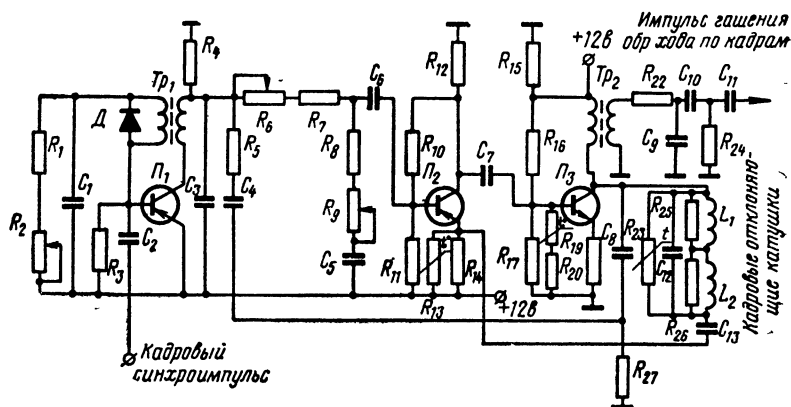 Импульс гашения
обр хода по кадрам
+12в
R4
Тр1
Д
R1
C1
R2
П1
R3
C2
C3
R5
C4
R6
R7
C6
R8
R9
C5
R12
R10
П2
C7
R11
t
R13
R14
R15
R16
П3
Тр2
R22
C10
C11
C9
R24
R17
t
R19
R20
C8
R23
t
C12
R25
L1
L2
R26
C13
+12в
R27
Кадровый
синхроимпульс
Кадровые отклоняю-
щие катушки